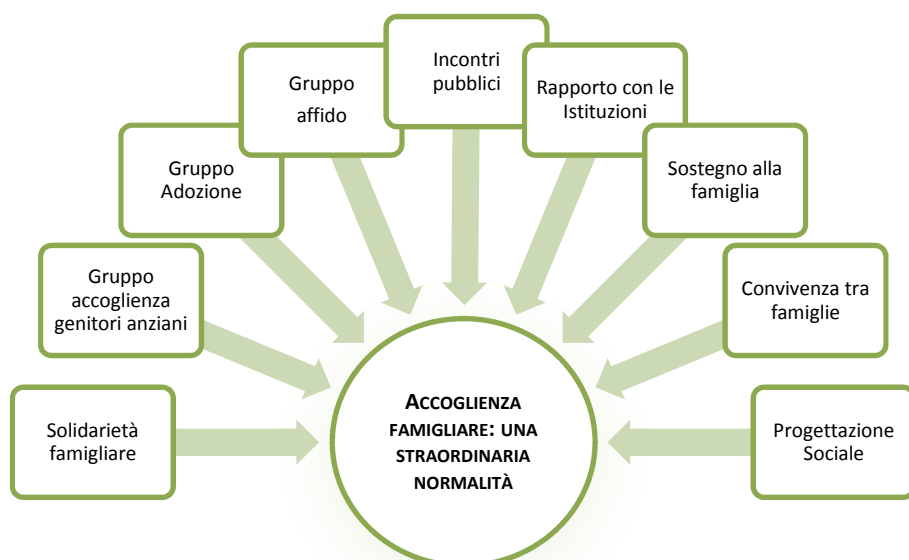 Solidarietà
famigliare
Gruppo
accoglienza
genitori anziani
Gruppo
Adozione
Gruppo
affido
Incontri
pubblici
Rapporto con le
Istituzioni
Sostegno alla
famiglia
Convivenza tra
famiglie
Progettazione
Sociale
ACCOGLIENZA
FAMIGLIARE: UNA
STRAORDINARIA
NORMALITÀ